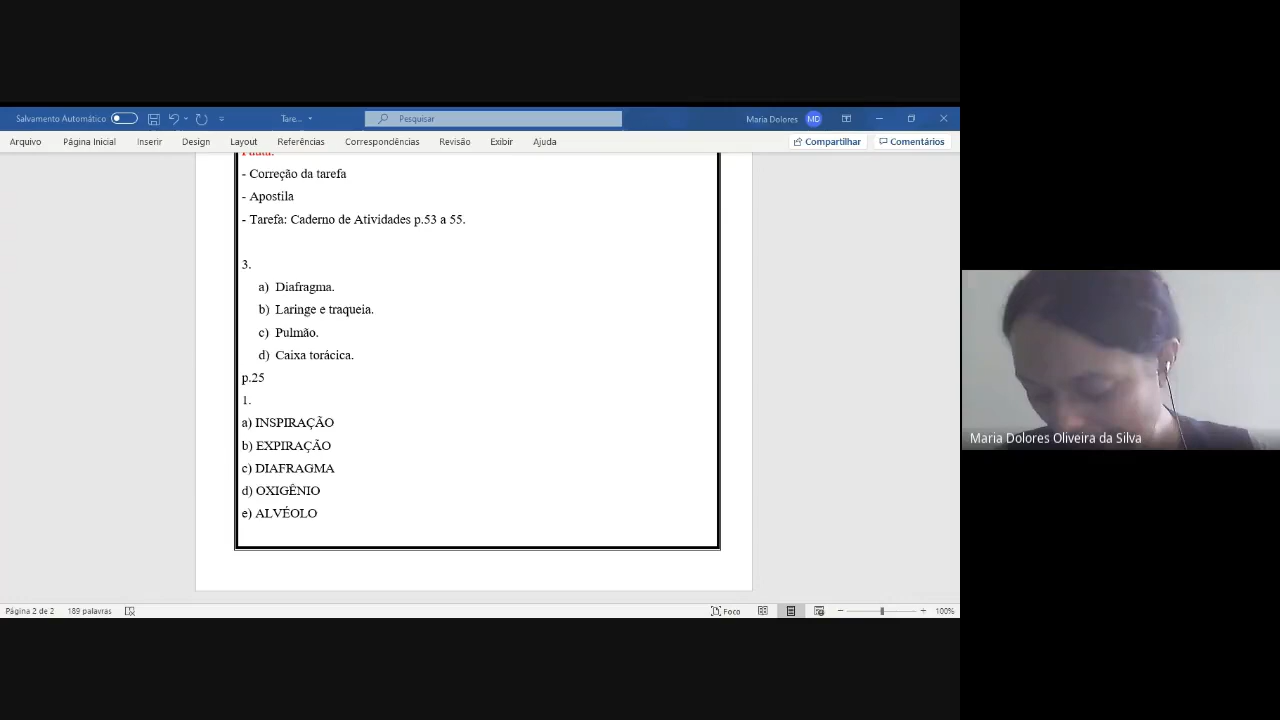 Salvamento Automático
Tare...
Pesquisar
Maria Dolores
MD
Arquivo
Página Inicial
Inserir
Design
Layout
Referências
Correspondências
Revisão
Exibir
Ajuda
Compartilhar
Comentários
Pauta:
- Correção da tarefa
- Apostila
- Tarefa: Caderno de Atividades p.53 a 55.
3.
a) Diafragma.
b) Laringe e traqueia.
c) Pulmão.
d) Caixa torácica.
p.25
1.
a) INSPIRAÇÃO
b) EXPIRAÇÃO
c) DIAFRAGMA
d) OXIGÊNIO
e) ALVÉOLO
Maria Dolores Oliveira da Silva
Página 2 de 2
189 palavras
Foco
100%